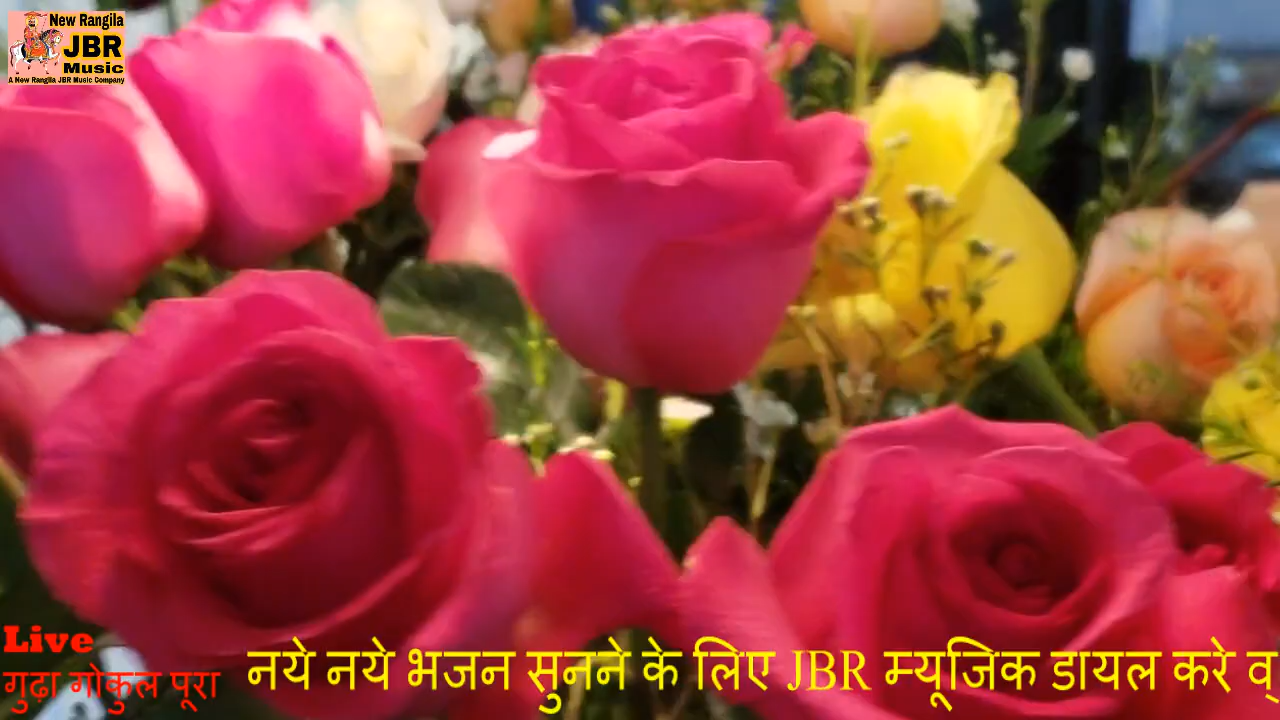 New Rangila
JBR
Music
A New Rangila JBR Music Company
Live
गुढ़ा गोकुल पूरा
नये नये भजन सुनने के लिए JBR म्यूजिक डायल करे